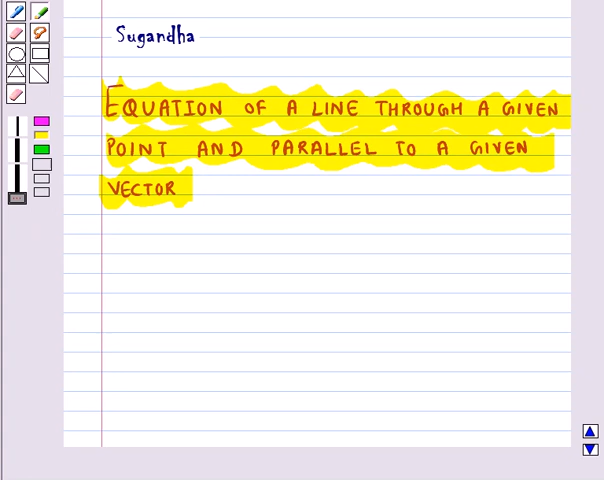 Sugandha
EQUATION OF A LINE THROUGH A GIVEN
POINT AND PARALLEL TO A GIVEN
VECTOR